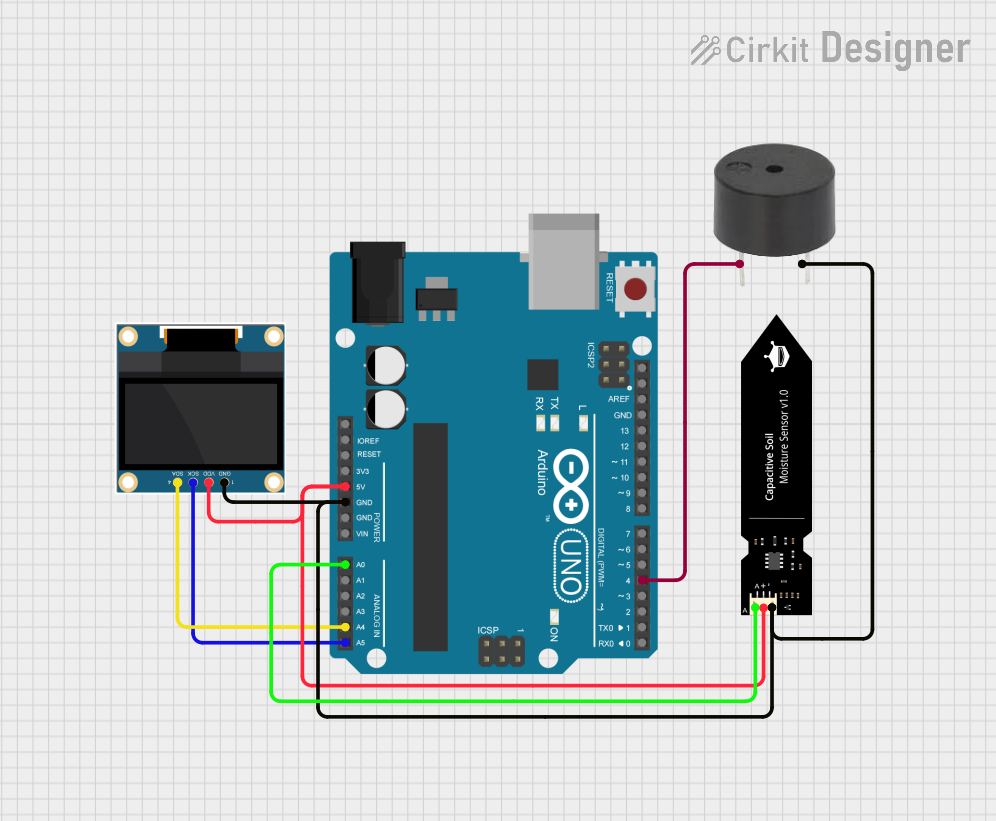 Cirkit Designer
RESET
ICSP2
AREF
GND
13
12
~ 11
~ 10
~ 9
8
7
~ 6
~ 5
4
~ 3
2
TX0 ▶ 1
RX0 ◀ 0
RX
TX
L
Arduino
™
UNO
DIGITAL (PWM= ~)
ON
ICSP
1
IOREF
RESET
3V3
5V
GND
GND
VIN
POWER
A0
A1
A2
A3
A4
A5
ANALOG IN
SDA
SCK
VDD
GND
4
1
Capacitive Soil
Moisture Sensor v1.0
A + -
A